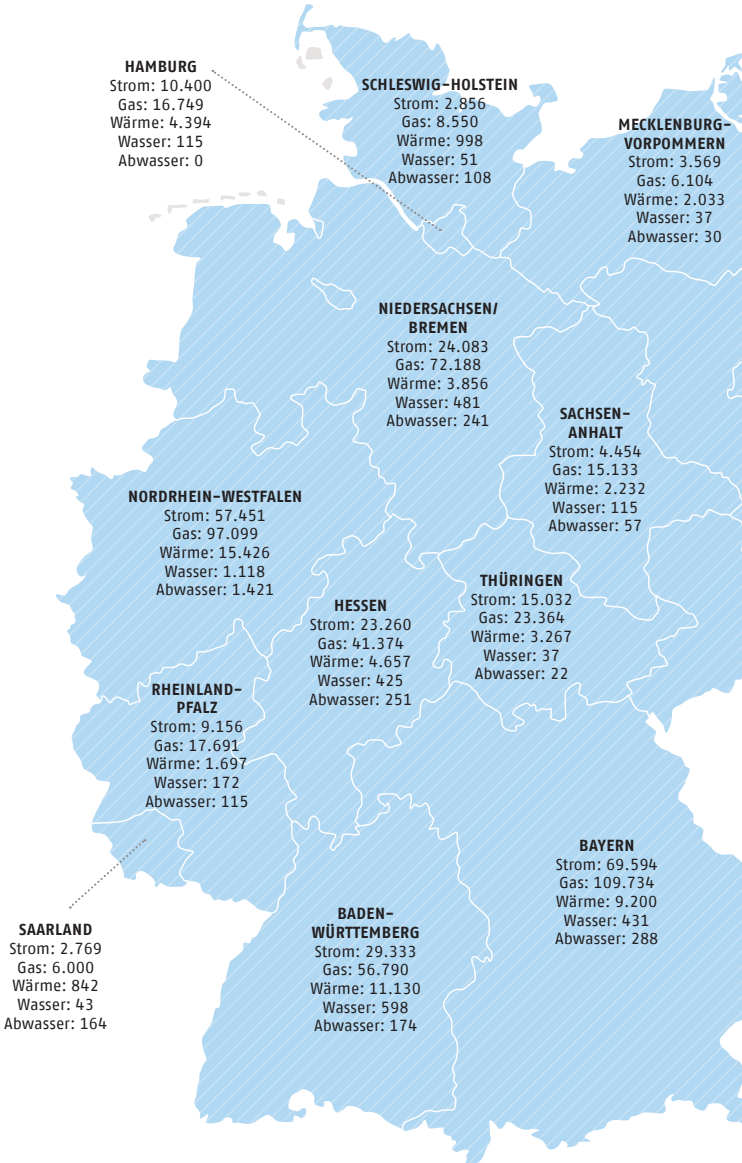 HAMBURG
Strom: 10.400
Gas: 16.749
Wärme: 4.394
Wasser: 115
Abwasser: 0
SCHLESWIG-HOLSTEIN
Strom: 2.856
Gas: 8.550
Wärme: 998
Wasser: 51
Abwasser: 108
MECKLENBURG-
VORPOMMERN
Strom: 3.569
Gas: 6.104
Wärme: 2.033
Wasser: 37
Abwasser: 30
NIEDERSACHSEN/
BREMEN
Strom: 24.083
Gas: 72.188
Wärme: 3.856
Wasser: 481
Abwasser: 241
SACHSEN-
ANHALT
Strom: 4.454
Gas: 15.133
Wärme: 2.232
Wasser: 115
Abwasser: 57
NORDRHEIN-WESTFALEN
Strom: 57.451
Gas: 97.099
Wärme: 15.426
Wasser: 1.118
Abwasser: 1.421
HESSEN
Strom: 23.260
Gas: 41.374
Wärme: 4.657
Wasser: 425
Abwasser: 251
THÜRINGEN
Strom: 15.032
Gas: 23.364
Wärme: 3.267
Wasser: 37
Abwasser: 22
RHEINLAND-
PFALZ
Strom: 9.156
Gas: 17.691
Wärme: 1.697
Wasser: 172
Abwasser: 115
SAARLAND
Strom: 2.769
Gas: 6.000
Wärme: 842
Wasser: 43
Abwasser: 164
BADEN-
WÜRTTEMBERG
Strom: 29.333
Gas: 56.790
Wärme: 11.130
Wasser: 598
Abwasser: 174
BAYERN
Strom: 69.594
Gas: 109.734
Wärme: 9.200
Wasser: 431
Abwasser: 288